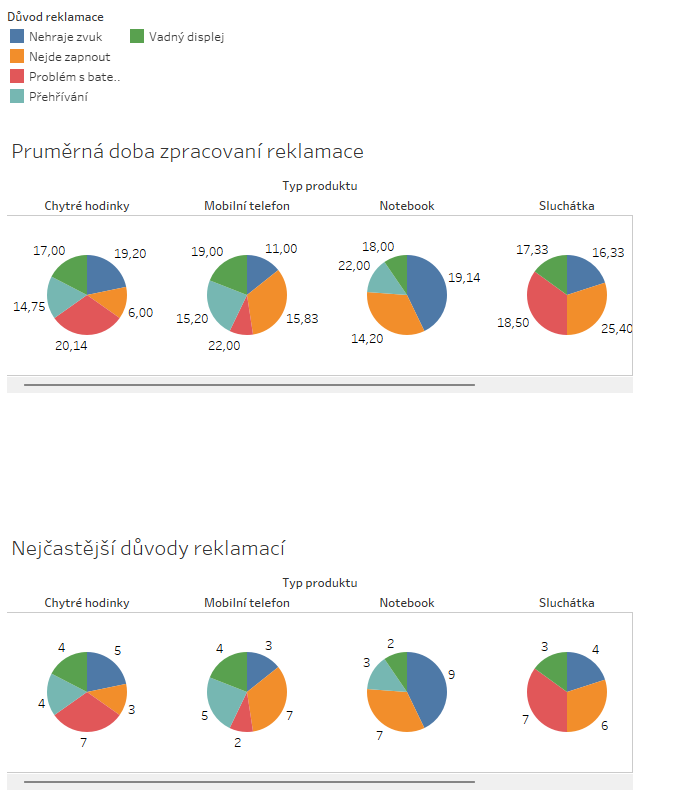 Důvod reklamace
Nehraje zvuk Vadný displej
Nejde zapnout
Problém s bate..
Přehřívání
Pruměrná doba zpracovaní reklamace
Typ produktu
Chytré hodinky Mobilní telefon Notebook Sluchátka
17,00 19,20 19,00 11,00 18,00 17,33 16,33
22,00 19,14
14,75 6,00 15,20 15,83 18,50 25,40
20,14 22,00 14,20
Nejčastější důvody reklamací
Typ produktu
Chytré hodinky Mobilní telefon Notebook Sluchátka
4 5 4 3 2 3 4
3 9
4 3 5 7 7 6
7 2 7